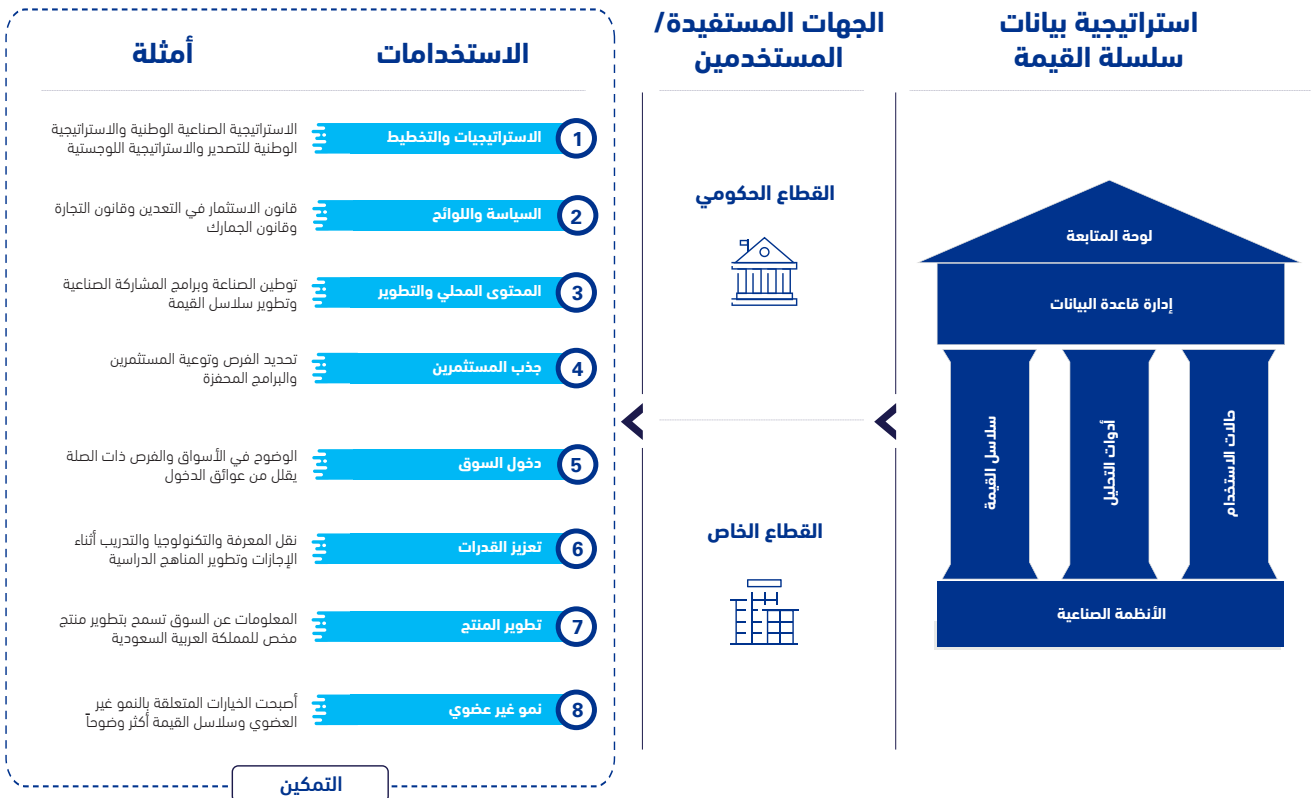 استراتيجية بيانات
سلسلة القيمة
لوحة المتابعة
إدارة قاعدة البيانات
حالات الاستخدام
أدوات التحليل
سلاسل القيمة
الأنظمة الصناعية
الجهات المستفيدة/
المستخدمين
القطاع الحكومي
القطاع الخاص
الاستخدامات
أمثلة
1
الاستراتيجيات والتخطيط
الاستراتيجية الصناعية الوطنية والاستراتيجية
الوطنية للتصدير والاستراتيجية اللوجستية
2
السياسة واللوائح
قانون الاستثمار في التعدين وقانون التجارة
وقانون الجمارك
3
المحتوى المحلي والتطوير
توطين الصناعة وبرامج المشاركة الصناعية
وتطوير سلاسل القيمة
4
جذب المستثمرين
تحديد الفرص وتوعية المستثمرين
والبرامج المحفزة
5
دخول السوق
الوضوح في الأسواق والفرص ذات الصلة
يقلل من عوائق الدخول
6
تعزيز القدرات
نقل المعرفة والتكنولوجيا والتدريب أثناء
الإجازات وتطوير المناهج الدراسية
7
تطوير المنتج
المعلومات عن السوق تسمح بتطوير منتج
مخص للمملكة العربية السعودية
8
نمو غير عضوي
أصبحت الخيارات المتعلقة بالنمو غير
العضوي وسلاسل القيمة أكثر وضوحاً
التمكين